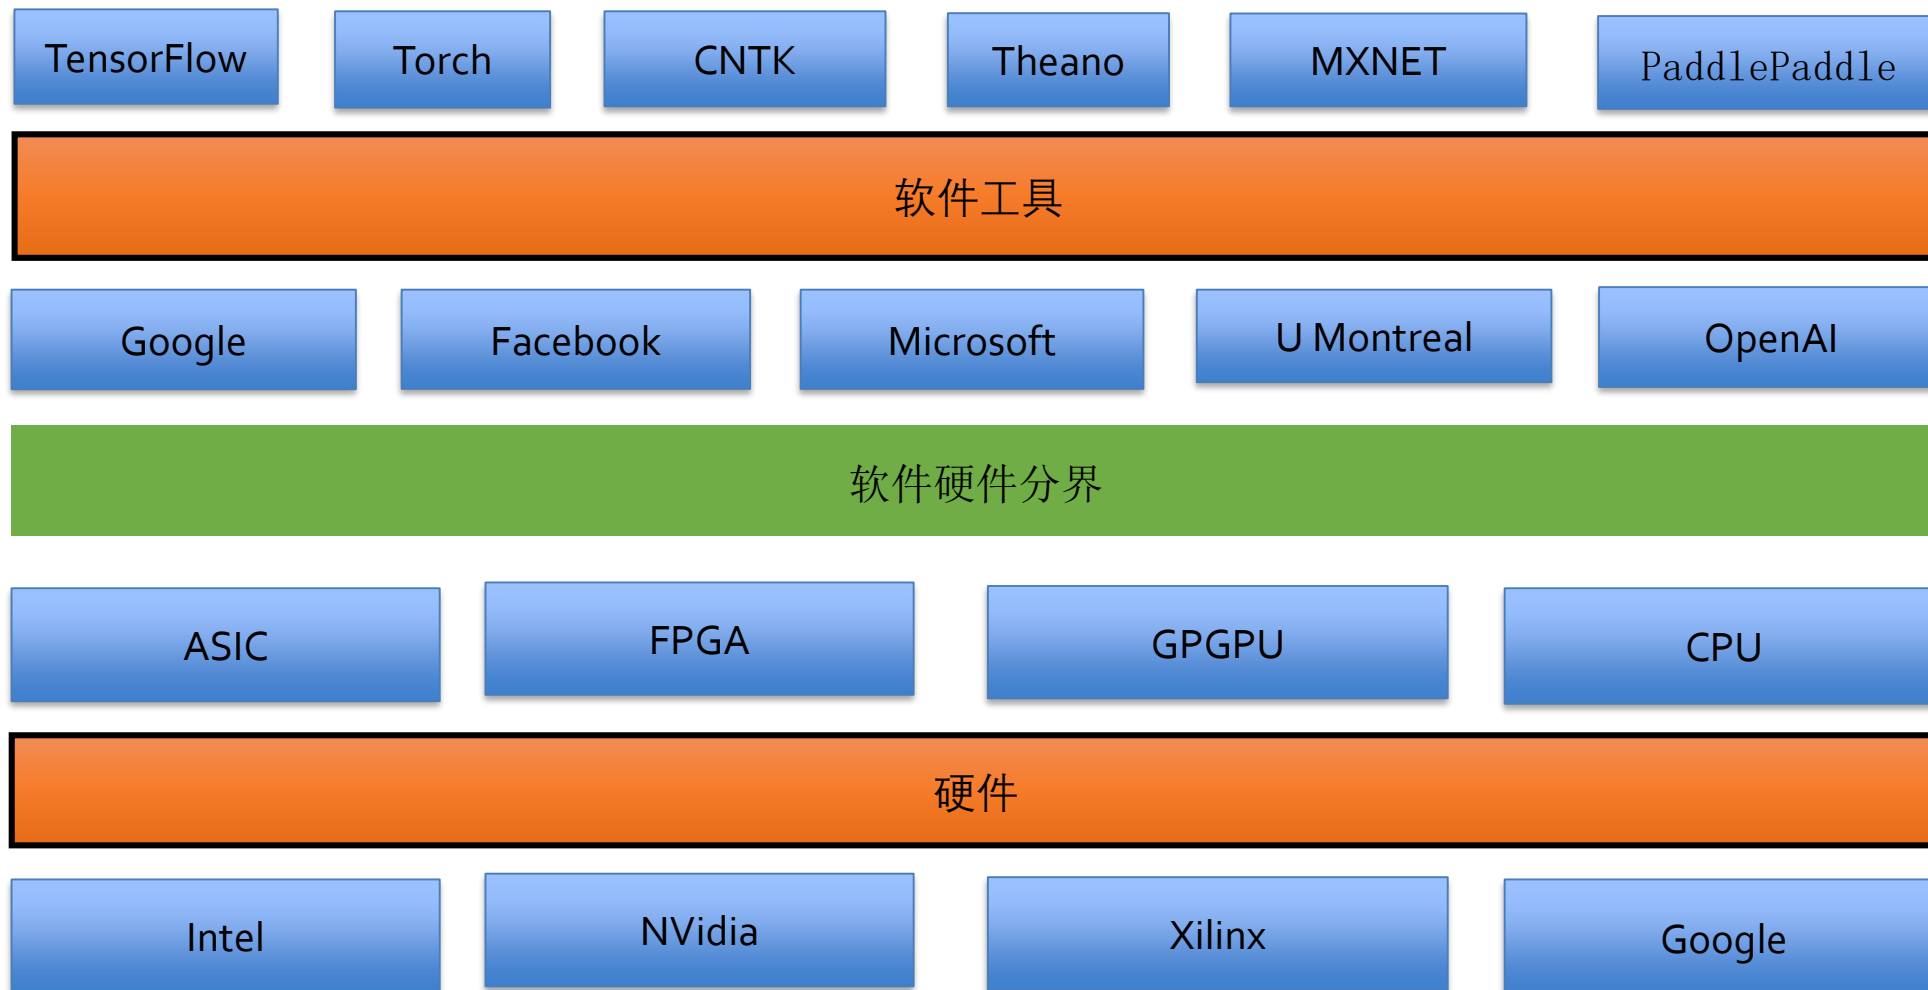 TensorFlow
Torch
CNTK
Theano
MXNET
PaddlePaddle
软件工具
Google
Facebook
Microsoft
U Montreal
OpenAI
软件硬件分界
ASIC
FPGA
GPGPU
CPU
硬件
Intel
NVidia
Xilinx
Google